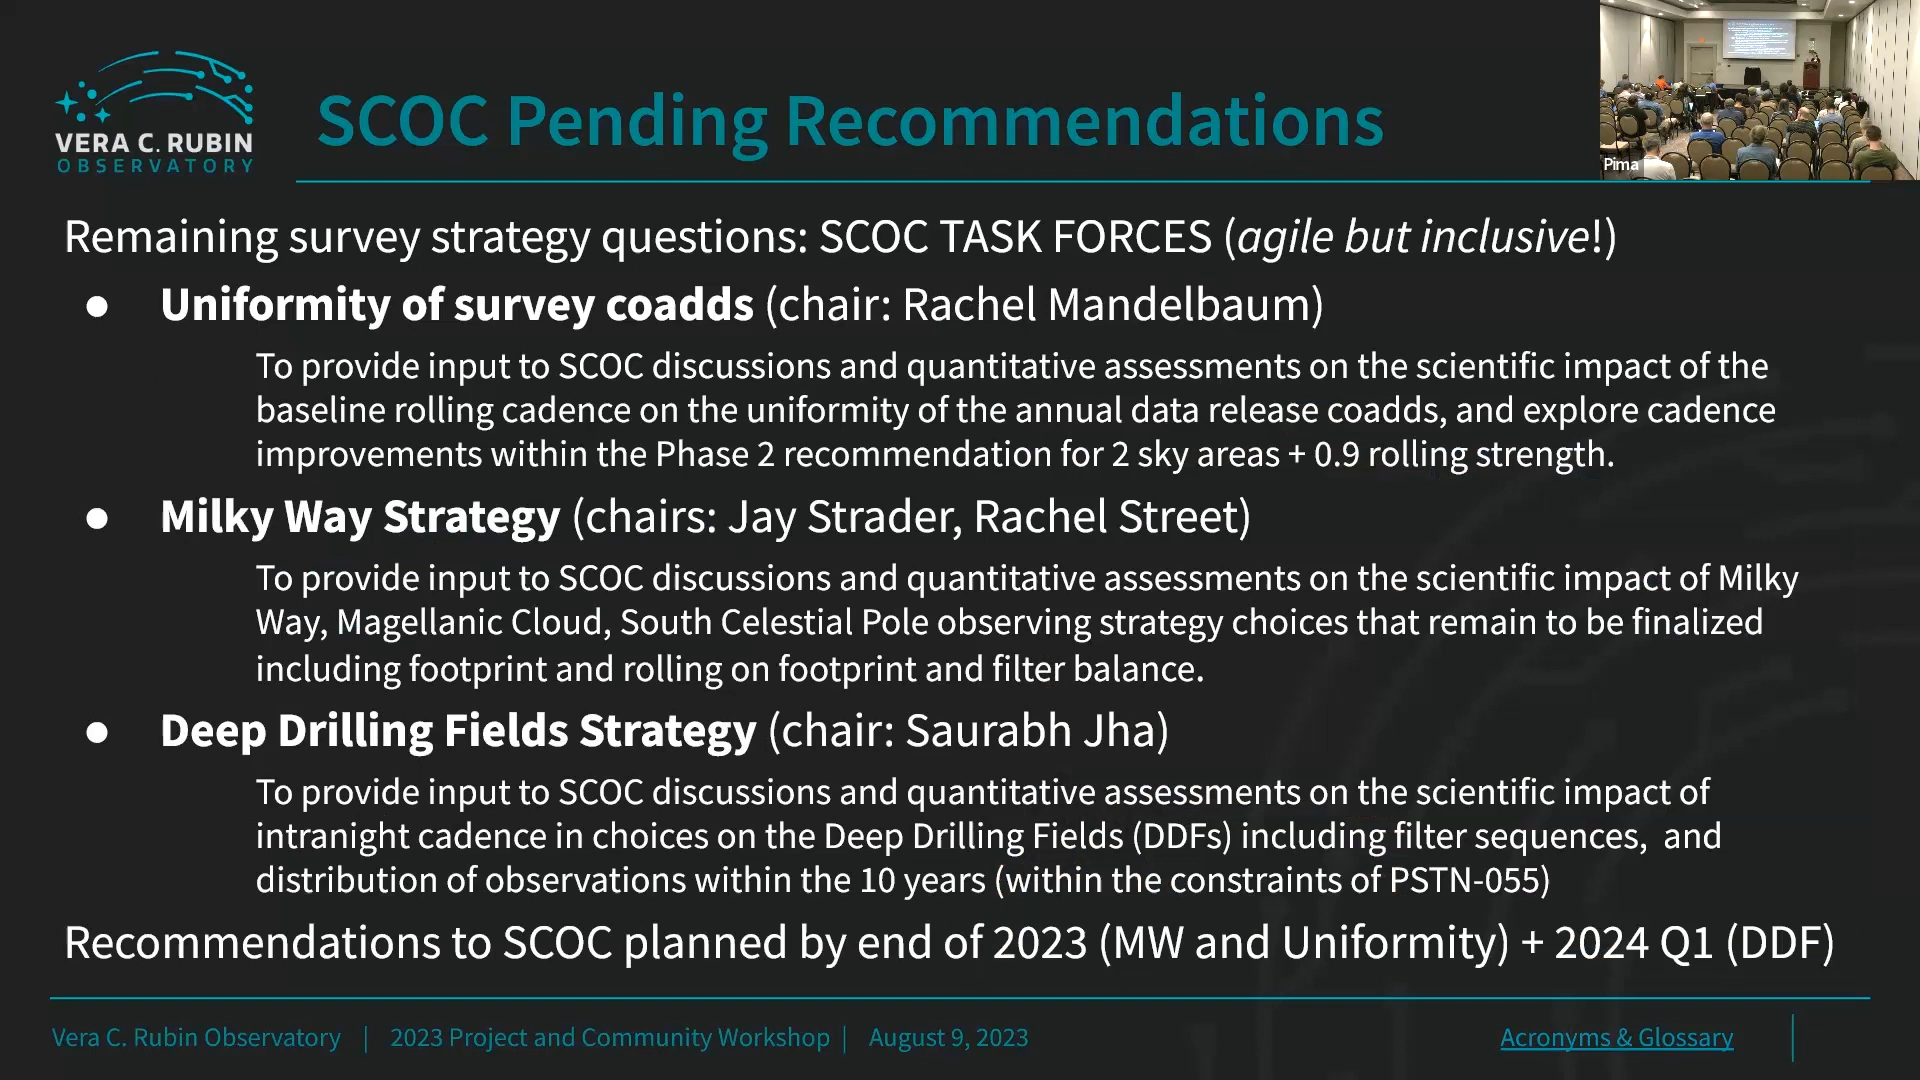 VERA C. RUBIN
OBSERVATORY
SCOC Pending Recommendations
Pima
Remaining survey strategy questions: SCOC TASK FORCES (agile but inclusive!)
● Uniformity of survey coadds (chair: Rachel Mandelbaum)
To provide input to SCOC discussions and quantitative assessments on the scientific impact of the
baseline rolling cadence on the uniformity of the annual data release coadds, and explore cadence
improvements within the Phase 2 recommendation for 2 sky areas + 0.9 rolling strength.
● Milky Way Strategy (chairs: Jay Strader, Rachel Street)
To provide input to SCOC discussions and quantitative assessments on the scientific impact of Milky
Way, Magellanic Cloud, South Celestial Pole observing strategy choices that remain to be finalized
including footprint and rolling on footprint and filter balance.
● Deep Drilling Fields Strategy (chair: Saurabh Jha)
To provide input to SCOC discussions and quantitative assessments on the scientific impact of
intranight cadence in choices on the Deep Drilling Fields (DDFs) including filter sequences, and
distribution of observations within the 10 years (within the constraints of PSTN-055)
Recommendations to SCOC planned by end of 2023 (MW and Uniformity) + 2024 Q1 (DDF)
Vera C. Rubin Observatory | 2023 Project and Community Workshop | August 9, 2023
Acronyms & Glossary